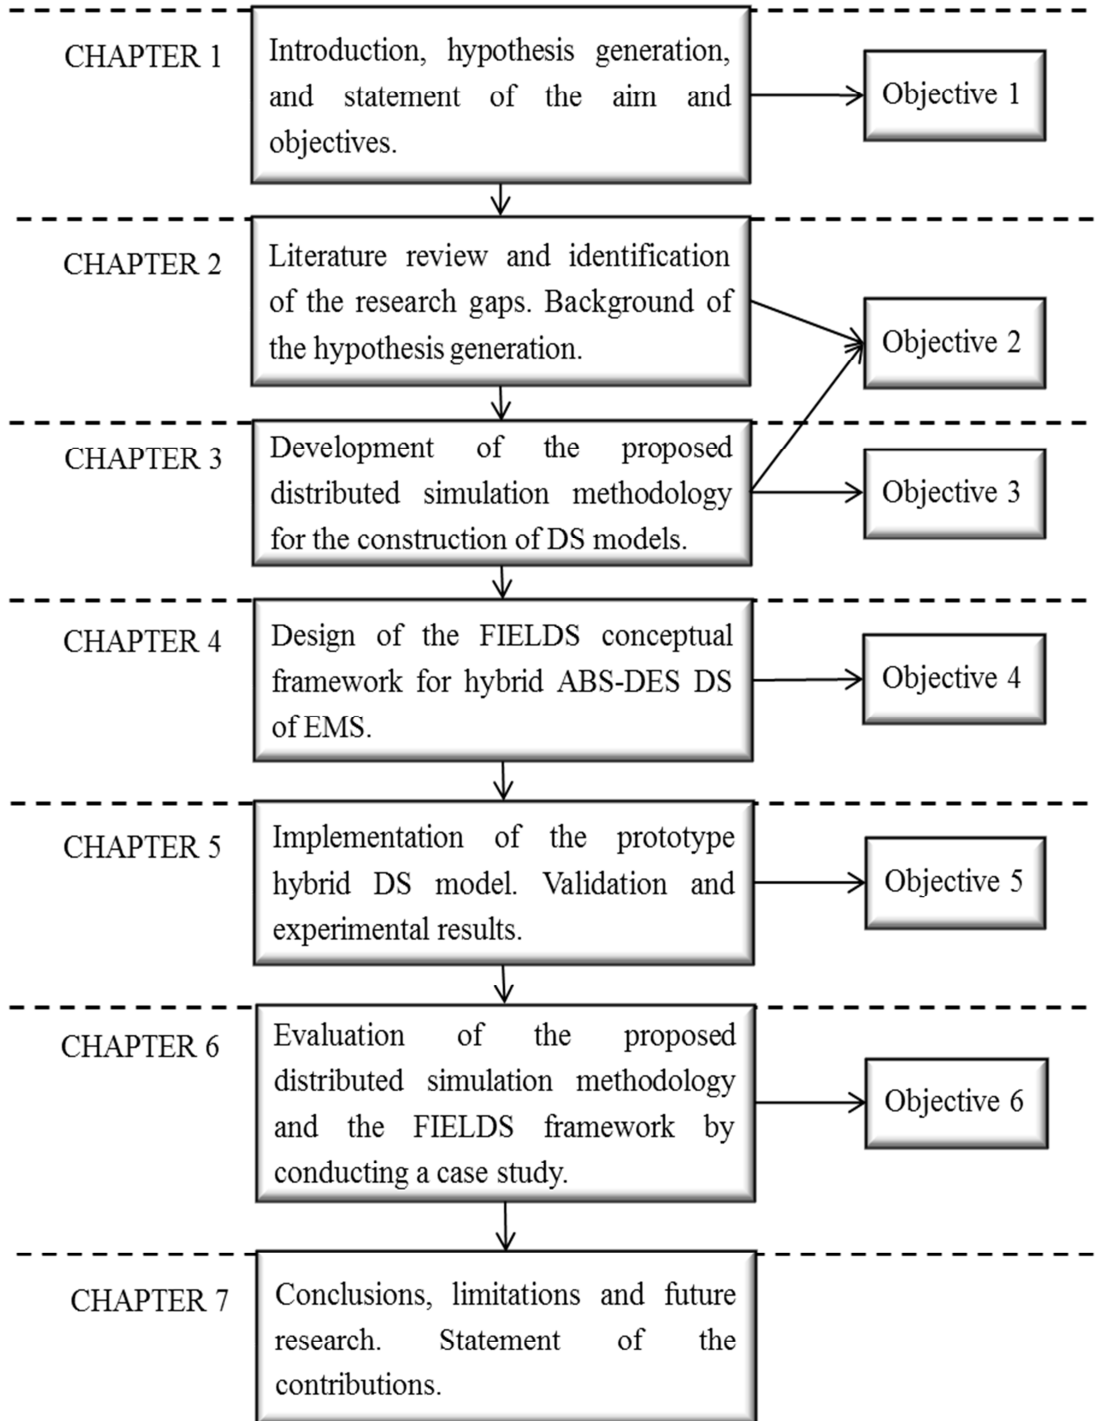 CHAPTER 1
Introduction, hypothesis generation,
and statement of the aim and
objectives.
Objective 1
CHAPTER 2
Literature review and identification
of the research gaps. Background of
the hypothesis generation.
Objective 2
CHAPTER 3
Development of the proposed
distributed simulation methodology
for the construction of DS models.
Objective 3
CHAPTER 4
Design of the FIELDS conceptual
framework for hybrid ABS-DES DS
of EMS.
Objective 4
CHAPTER 5
Implementation of the prototype
hybrid DS model. Validation and
experimental results.
Objective 5
CHAPTER 6
Evaluation of the proposed
distributed simulation methodology
and the FIELDS framework by
conducting a case study.
Objective 6
CHAPTER 7
Conclusions, limitations and future
research. Statement of the
contributions.